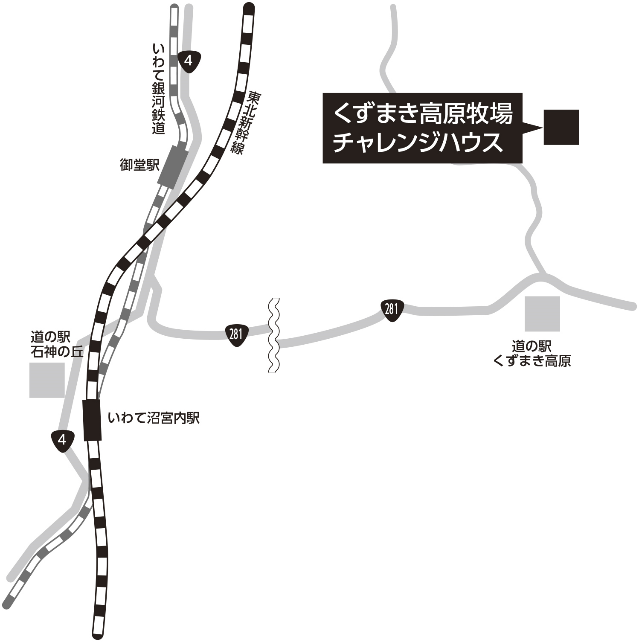 いわて銀河鉄道
4
東北新幹線
くずまき高原牧場
チャレンジハウス
御堂駅
281
281
道の駅
石神の丘
道の駅
くずまき高原
いわて沼宮内駅
4